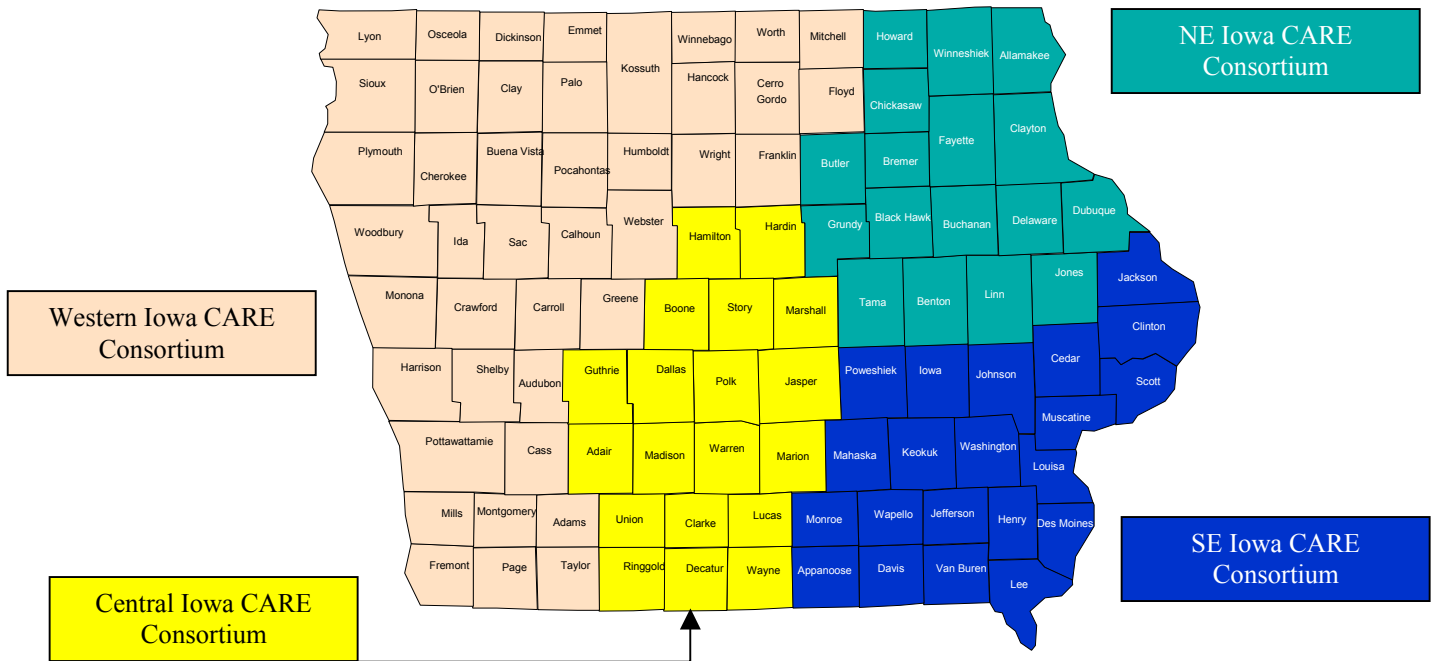 NE Iowa CARE
Consortium
Lyon Osceola Dickinson Emmet Winnebago Worth Mitchell Howard Winneshiek Allamakee
Sioux O'Brien Clay Palo Kossuth Hancock Cerro Gordo Floyd Chickasaw
Plymouth Cherokee Buena Vista Pocahontas Humboldt Wright Franklin Butler Bremer Fayette Clayton
Woodbury Ida Sac Calhoun Webster Hamilton Hardin Grundy Black Hawk Buchanan Delaware Dubuque
Western Iowa CARE
Consortium
Monona Crawford Carroll Greene Boone Story Marshall Tama Benton Linn Jones Jackson
Clinton
Harrison Shelby Audubon Guthrie Dallas Polk Jasper Poweshiek Iowa Johnson Cedar Scott
Muscatine
Pottawattamie Cass Adair Madison Warren Marion Mahaska Keokuk Washington Louisa
Mills Montgomery Adams Union Clarke Lucas Monroe Wapello Jefferson Henry Des Moines
SE Iowa CARE
Consortium
Fremont Page Taylor Ringgold Decatur Wayne Appanoose Davis Van Buren Lee
Central Iowa CARE
Consortium